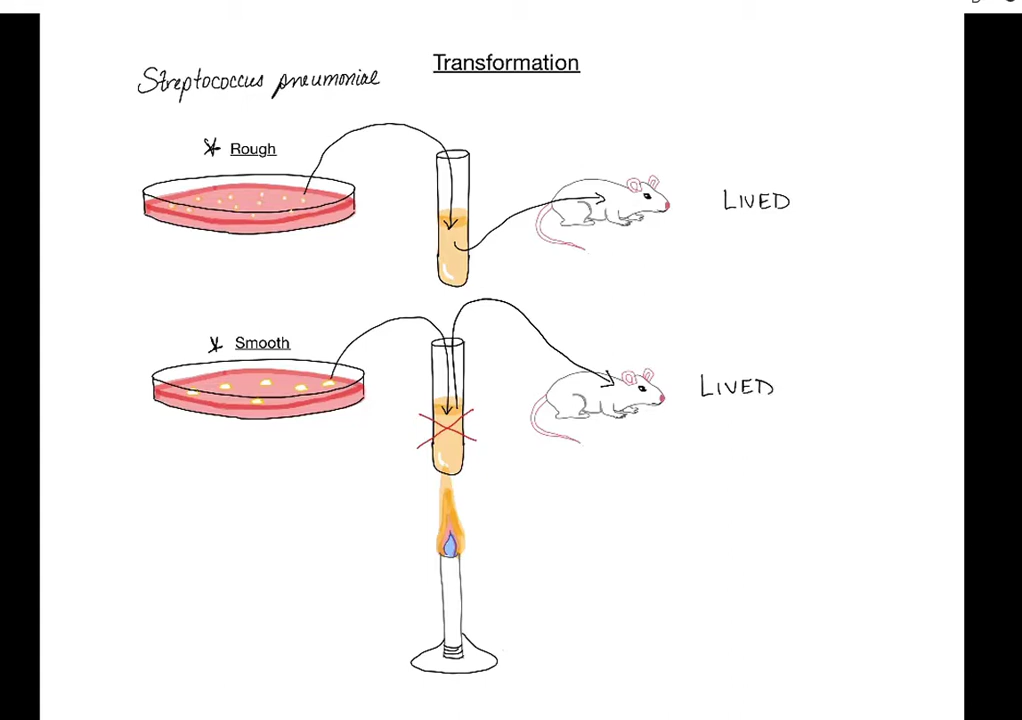 Transformation
Streptococcus pneumoniae
Rough
LIVED
Smooth
LIVED